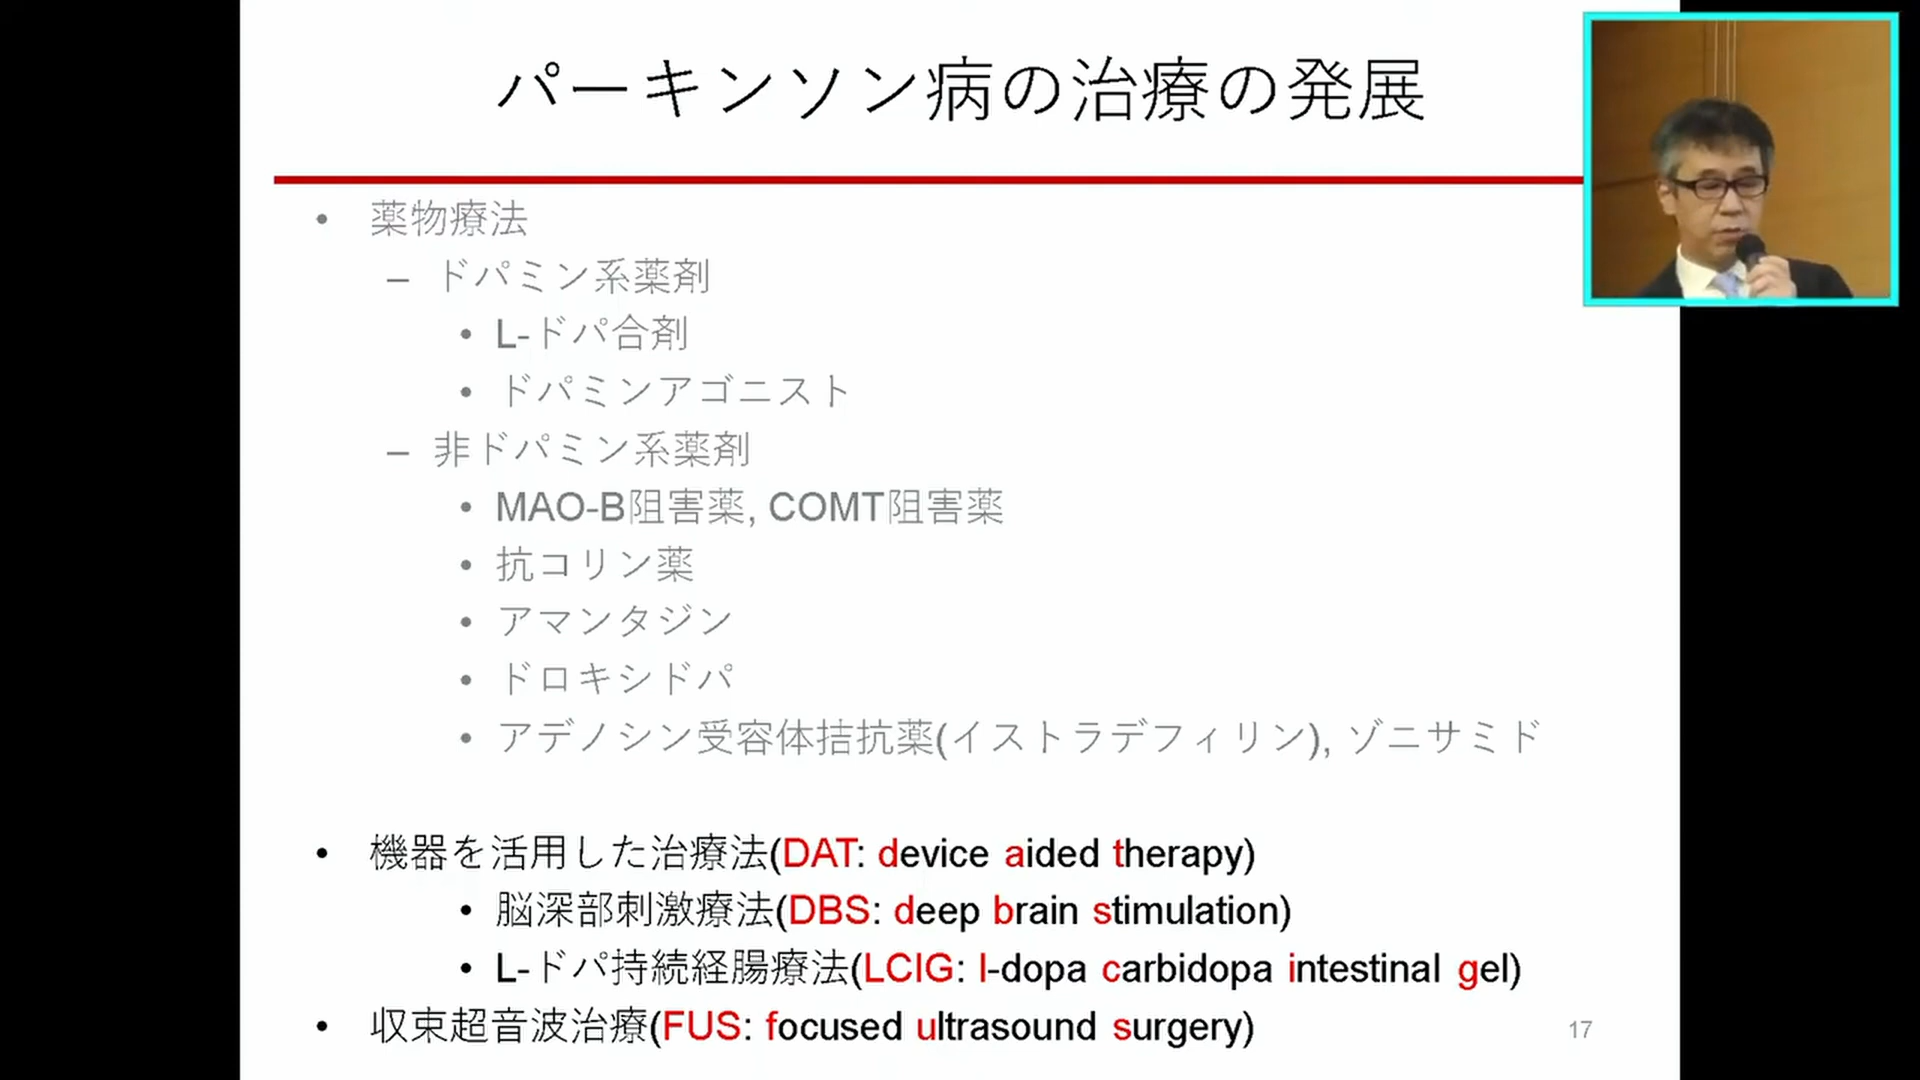 パーキンソン病の治療の発展
• 薬物療法
– ドパミン系薬剤
• L-ドパ合剤
• ドパミンアゴニスト
– 非ドパミン系薬剤
• MAO-B阻害薬, COMT阻害薬
• 抗コリン薬
• アマンタジン
• ドロキシドパ
• アデノシン受容体拮抗薬(イストラデフィリン), ゾニサミド
• 機器を活用した治療法(DAT: device aided therapy)
• 脳深部刺激療法(DBS: deep brain stimulation)
• L-ドパ持続経腸療法(LCIG: l-dopa carbidopa intestinal gel)
• 収束超音波治療(FUS: focused ultrasound surgery)
17